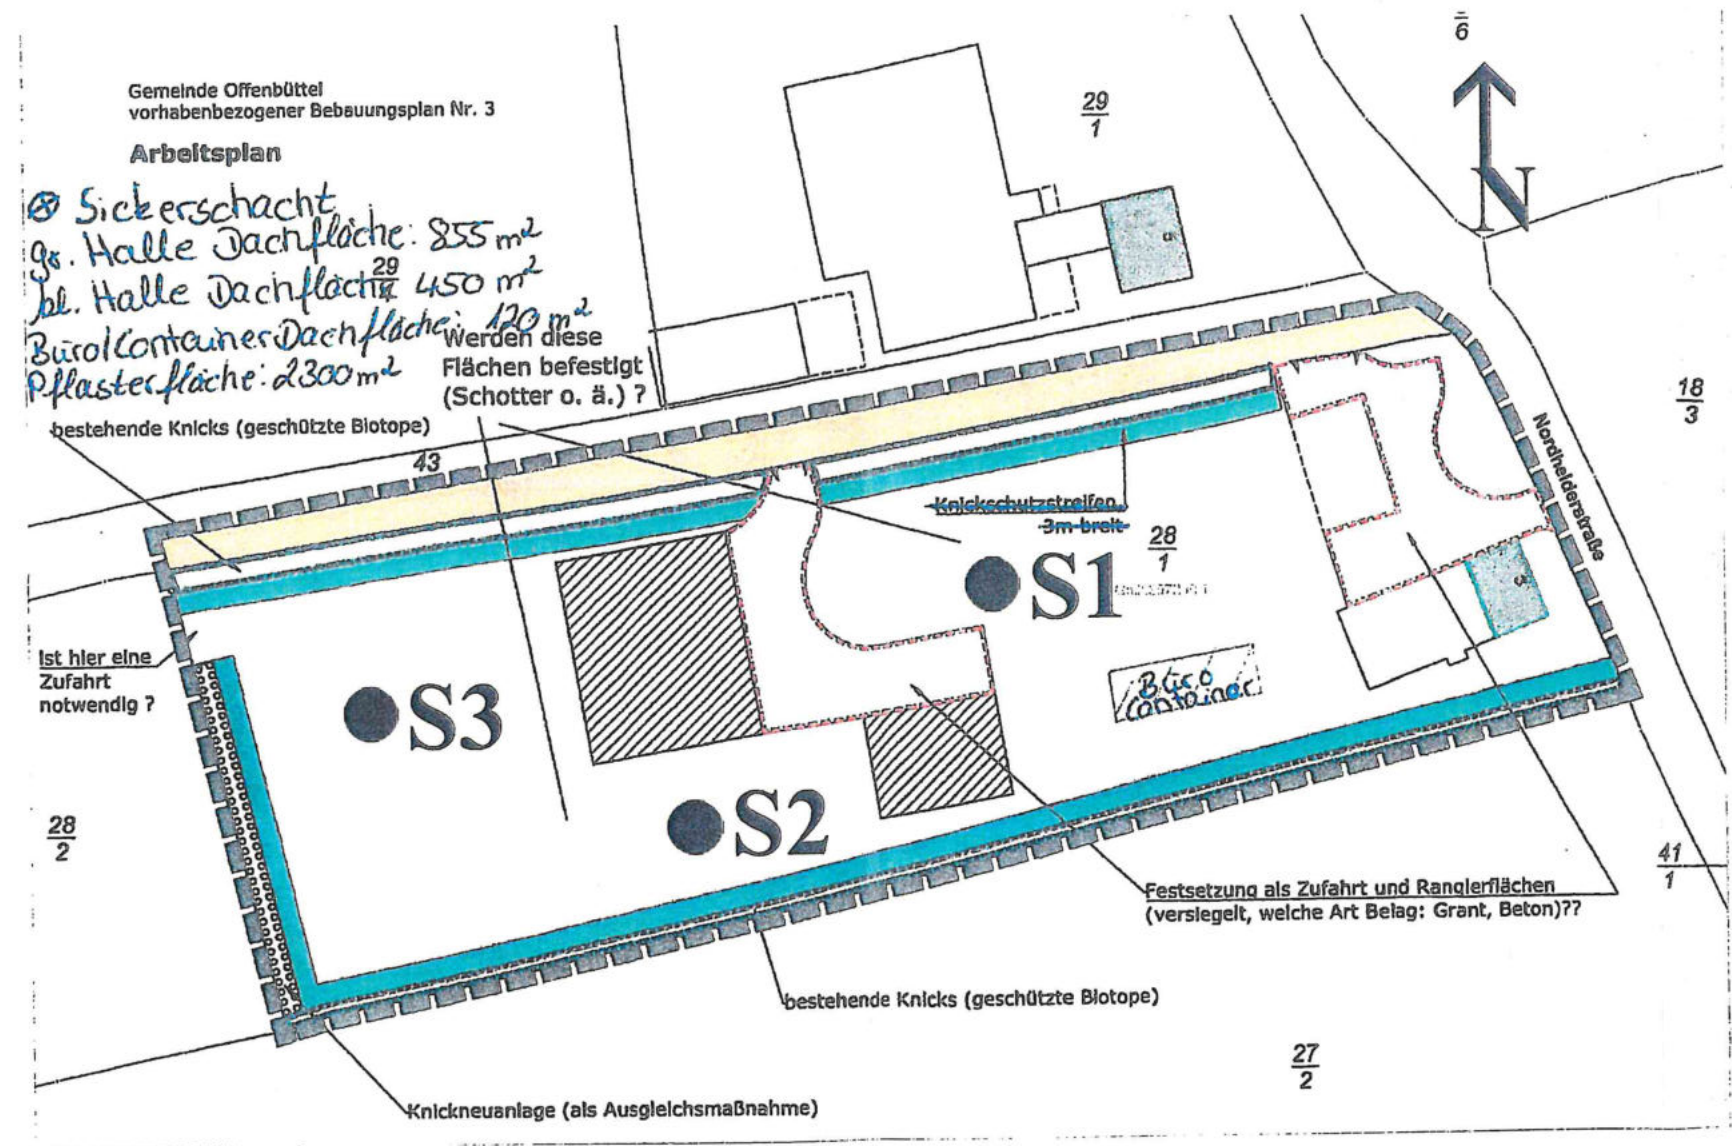 Gemeinde Offenbüttel
vorhabenbezogener Bebauungsplan Nr. 3
Arbeitsplan
⊗ Sickerschacht
gr. Halle Dachfläche: 855 m²
kl. Halle Dachfläche 450 m²
Büro/Container Dachfläche: 120 m²
Pflasterfläche: 2300 m²
29
Werden diese
Flächen befestigt
(Schotter o. ä.) ?
bestehende Knicks (geschützte Biotope)
43
29
1
6
N
9
18
3
Nordheiderstraße
Knickschutzstreifen
3m breit
28
1
S1
3
Ist hier eine
Zufahrt
notwendig ?
S3
Büro
Container
S2
28
2
41
1
Festsetzung als Zufahrt und Rangierflächen
(versiegelt, welche Art Belag: Grant, Beton)??
bestehende Knicks (geschützte Biotope)
27
2
Knickneuanlage (als Ausgleichsmaßnahme)